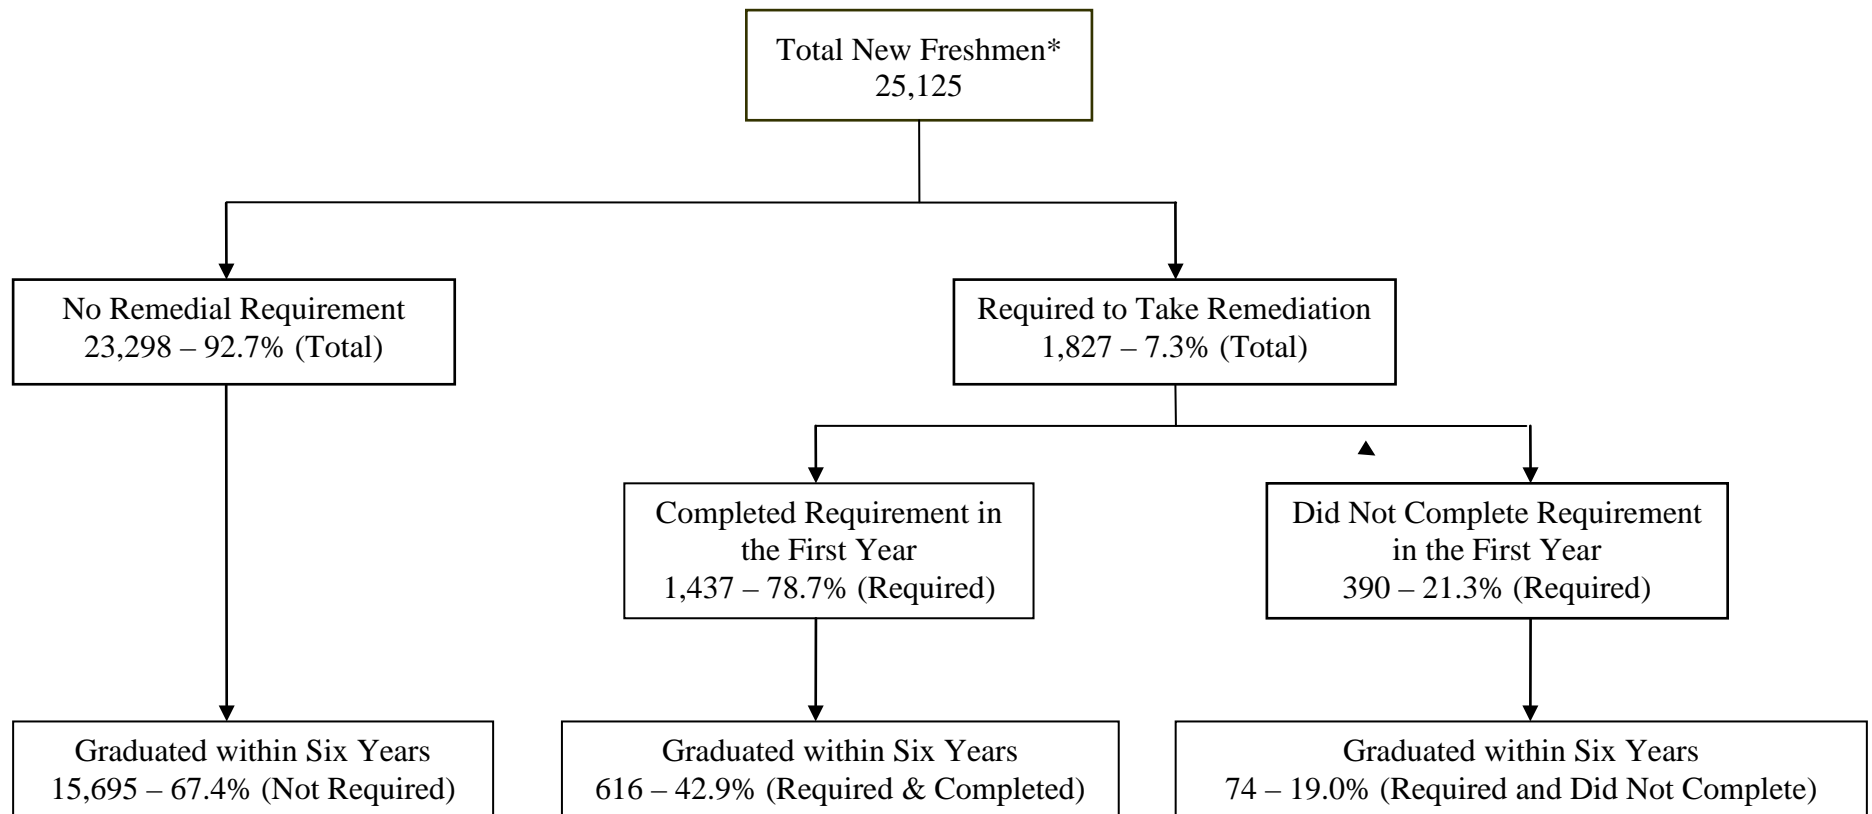 Total New Freshmen*
25,125
No Remedial Requirement
23,298 – 92.7% (Total)
Required to Take Remediation
1,827 – 7.3% (Total)
Completed Requirement in
the First Year
1,437 – 78.7% (Required)
Did Not Complete Requirement
in the First Year
390 – 21.3% (Required)
Graduated within Six Years
15,695 – 67.4% (Not Required)
Graduated within Six Years
616 – 42.9% (Required & Completed)
Graduated within Six Years
74 – 19.0% (Required and Did Not Complete)